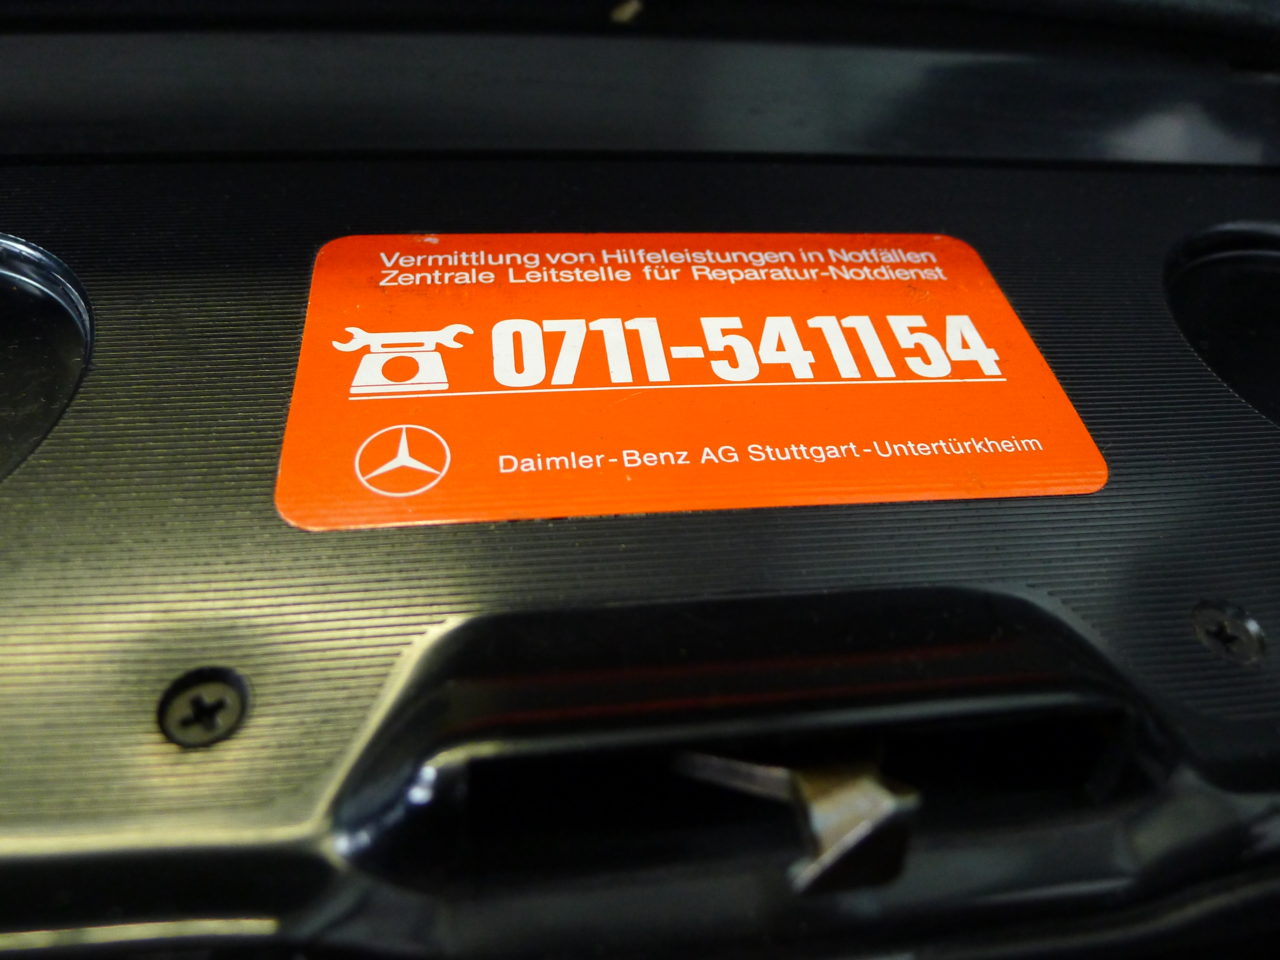 Vermittlung von Hilfeleistungen in Notfällen
Zentrale Leitstelle für Reparatur-Notdienst
0711-541154
Daimler-Benz AG Stuttgart-Untertürkheim